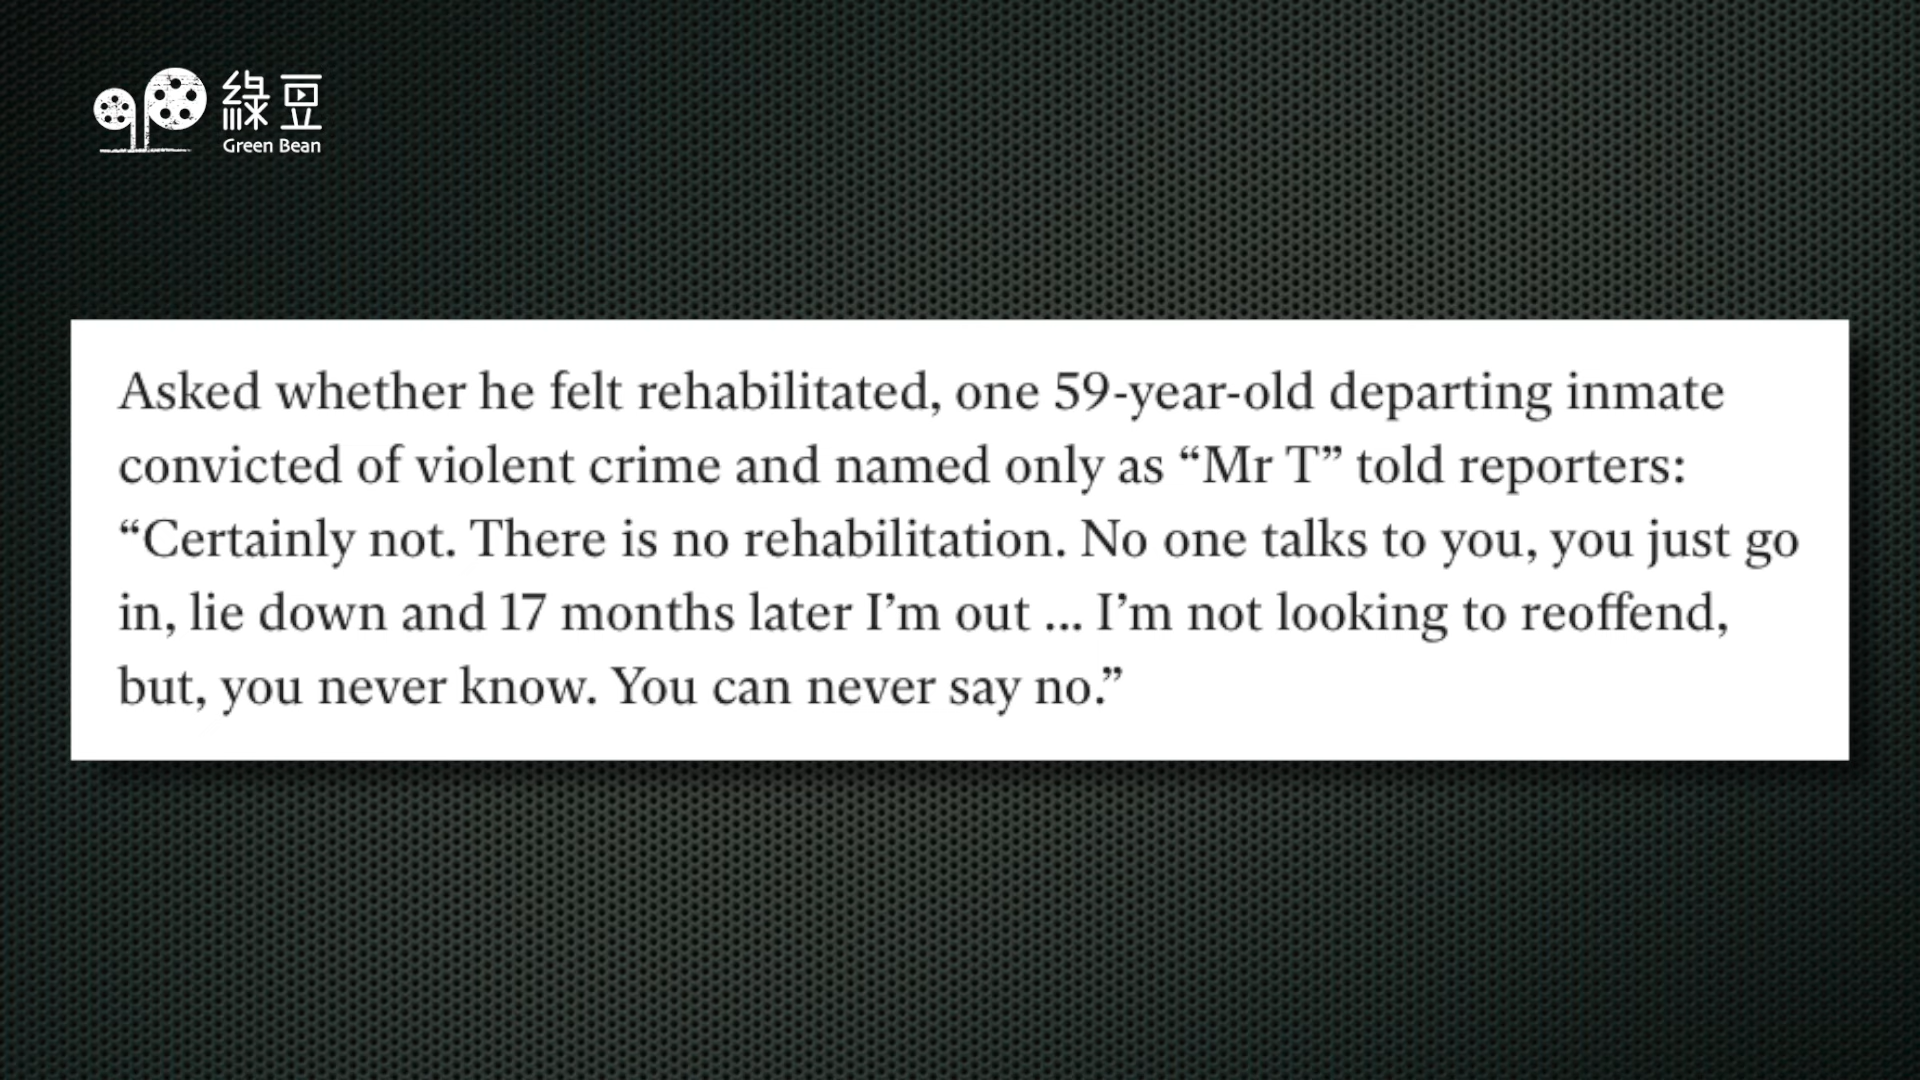 綠豆
Green Bean
Asked whether he felt rehabilitated, one 59-year-old departing inmate
convicted of violent crime and named only as “Mr T” told reporters:
“Certainly not. There is no rehabilitation. No one talks to you, you just go
in, lie down and 17 months later I’m out ... I’m not looking to reoffend,
but, you never know. You can never say no.”